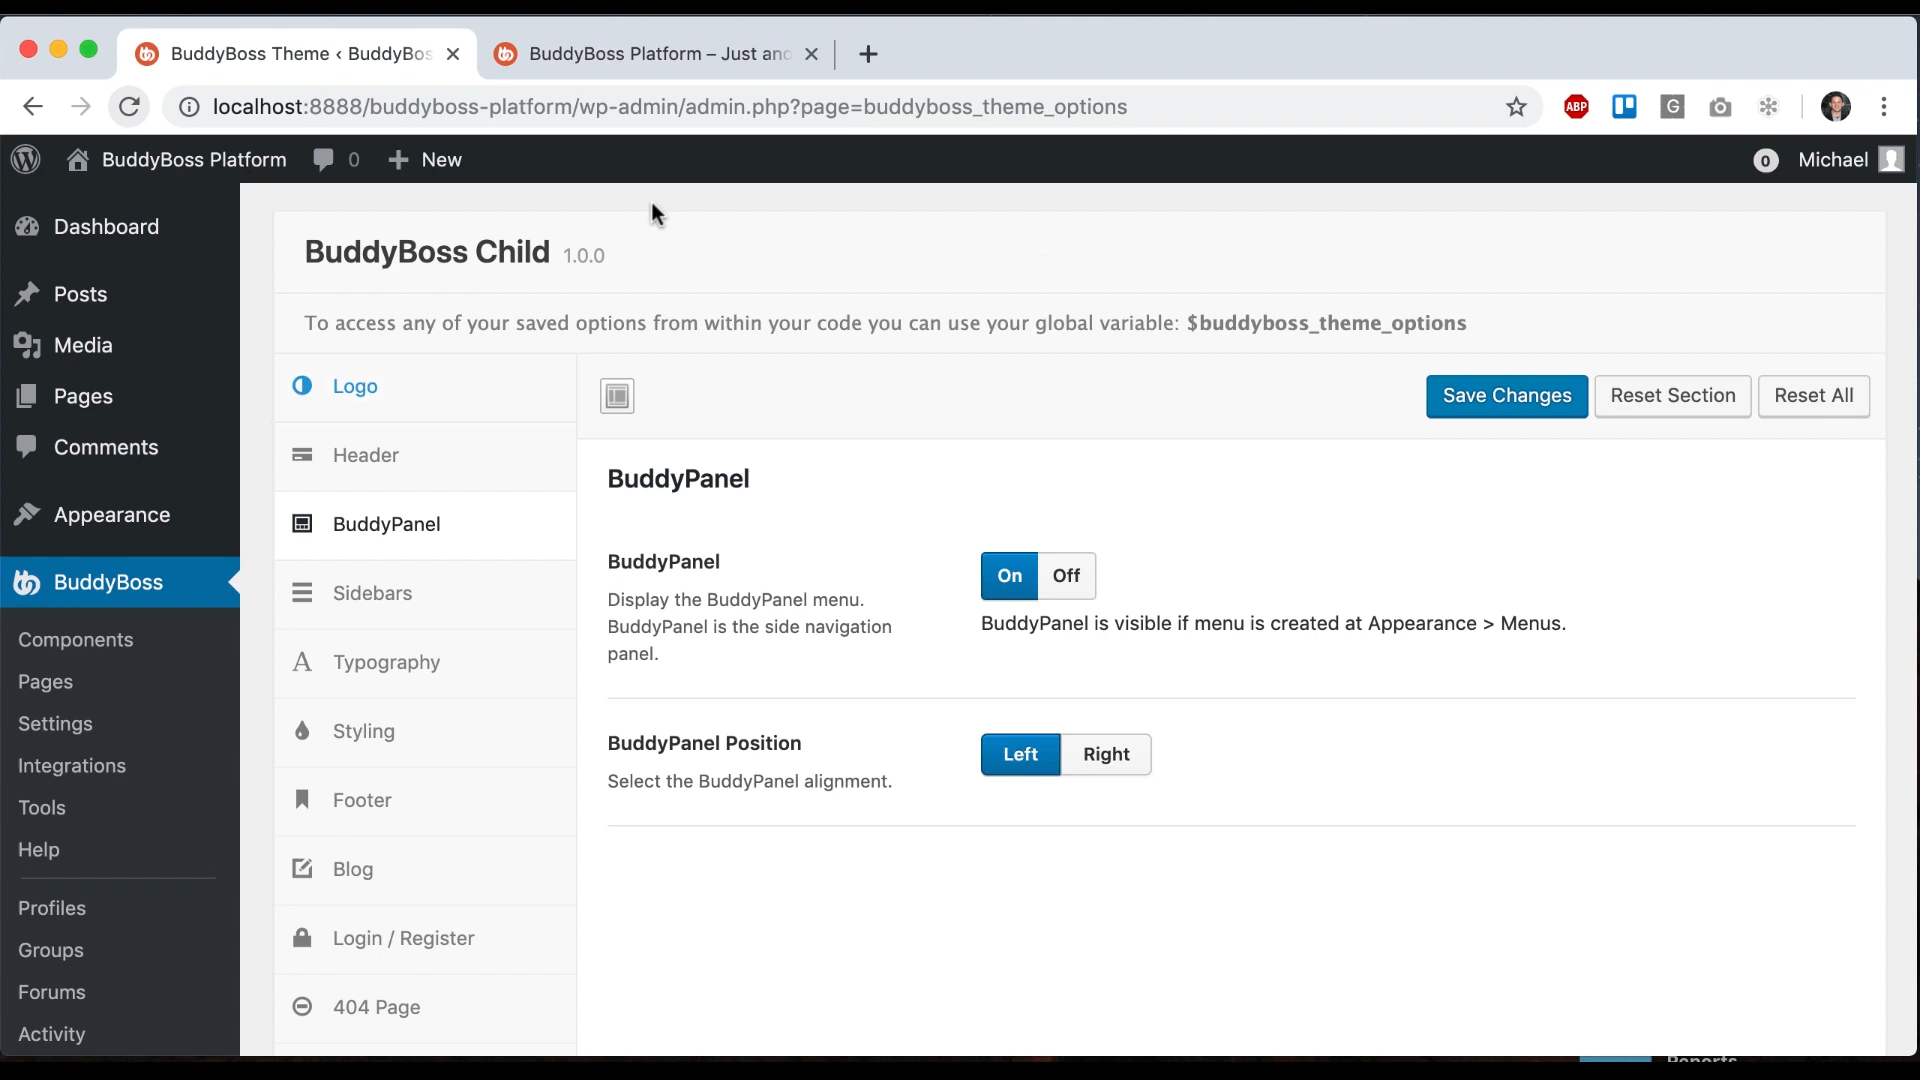 BuddyBoss Theme ‹ BuddyBos
BuddyBoss Platform – Just ano
localhost:8888/buddyboss-platform/wp-admin/admin.php?page=buddyboss_theme_options
ABP
G
BuddyBoss Platform
0
New
0
Michael
Dashboard
Posts
Media
Pages
Comments
Appearance
BuddyBoss
Components
Pages
Settings
Integrations
Tools
Help
Profiles
Groups
Forums
Activity
BuddyBoss Child 1.0.0
To access any of your saved options from within your code you can use your global variable: $buddyboss_theme_options
Logo
Header
BuddyPanel
Sidebars
Typography
Styling
Footer
Blog
Login / Register
404 Page
Save Changes
Reset Section
Reset All
BuddyPanel
BuddyPanel
Display the BuddyPanel menu.
BuddyPanel is the side navigation
panel.
On
Off
BuddyPanel is visible if menu is created at Appearance > Menus.
BuddyPanel Position
Select the BuddyPanel alignment.
Left
Right
Reports